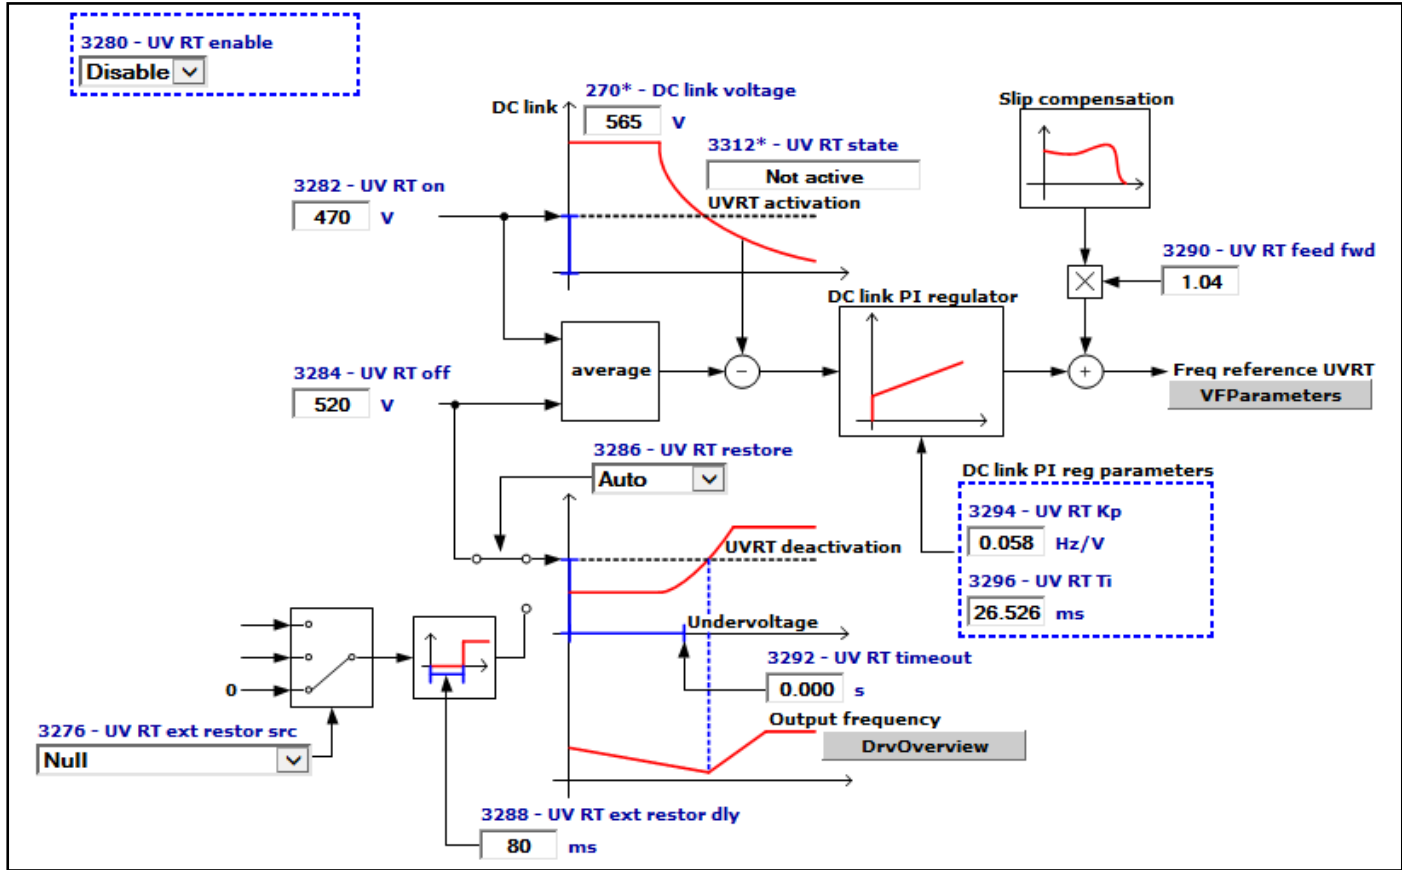 3280 - UV RT enable
Disable
270* - DC link voltage
DC link
565 V
Slip compensation
3312* - UV RT state
Not active
3282 - UV RT on
470 V
UVRT activation
3290 - UV RT feed fwd
1.04
DC link PI regulator
3284 - UV RT off
520 V
average
-
+
Freq reference UVRT
VFParameters
3286 - UV RT restore
Auto
DC link PI reg parameters
3294 - UV RT Kp
0.058 Hz/V
UVRT deactivation
3296 - UV RT Ti
26.526 ms
Undervoltage
3292 - UV RT timeout
0.000 s
0
3276 - UV RT ext restor src
Null
Output frequency
DrvOverview
3288 - UV RT ext restor dly
80 ms